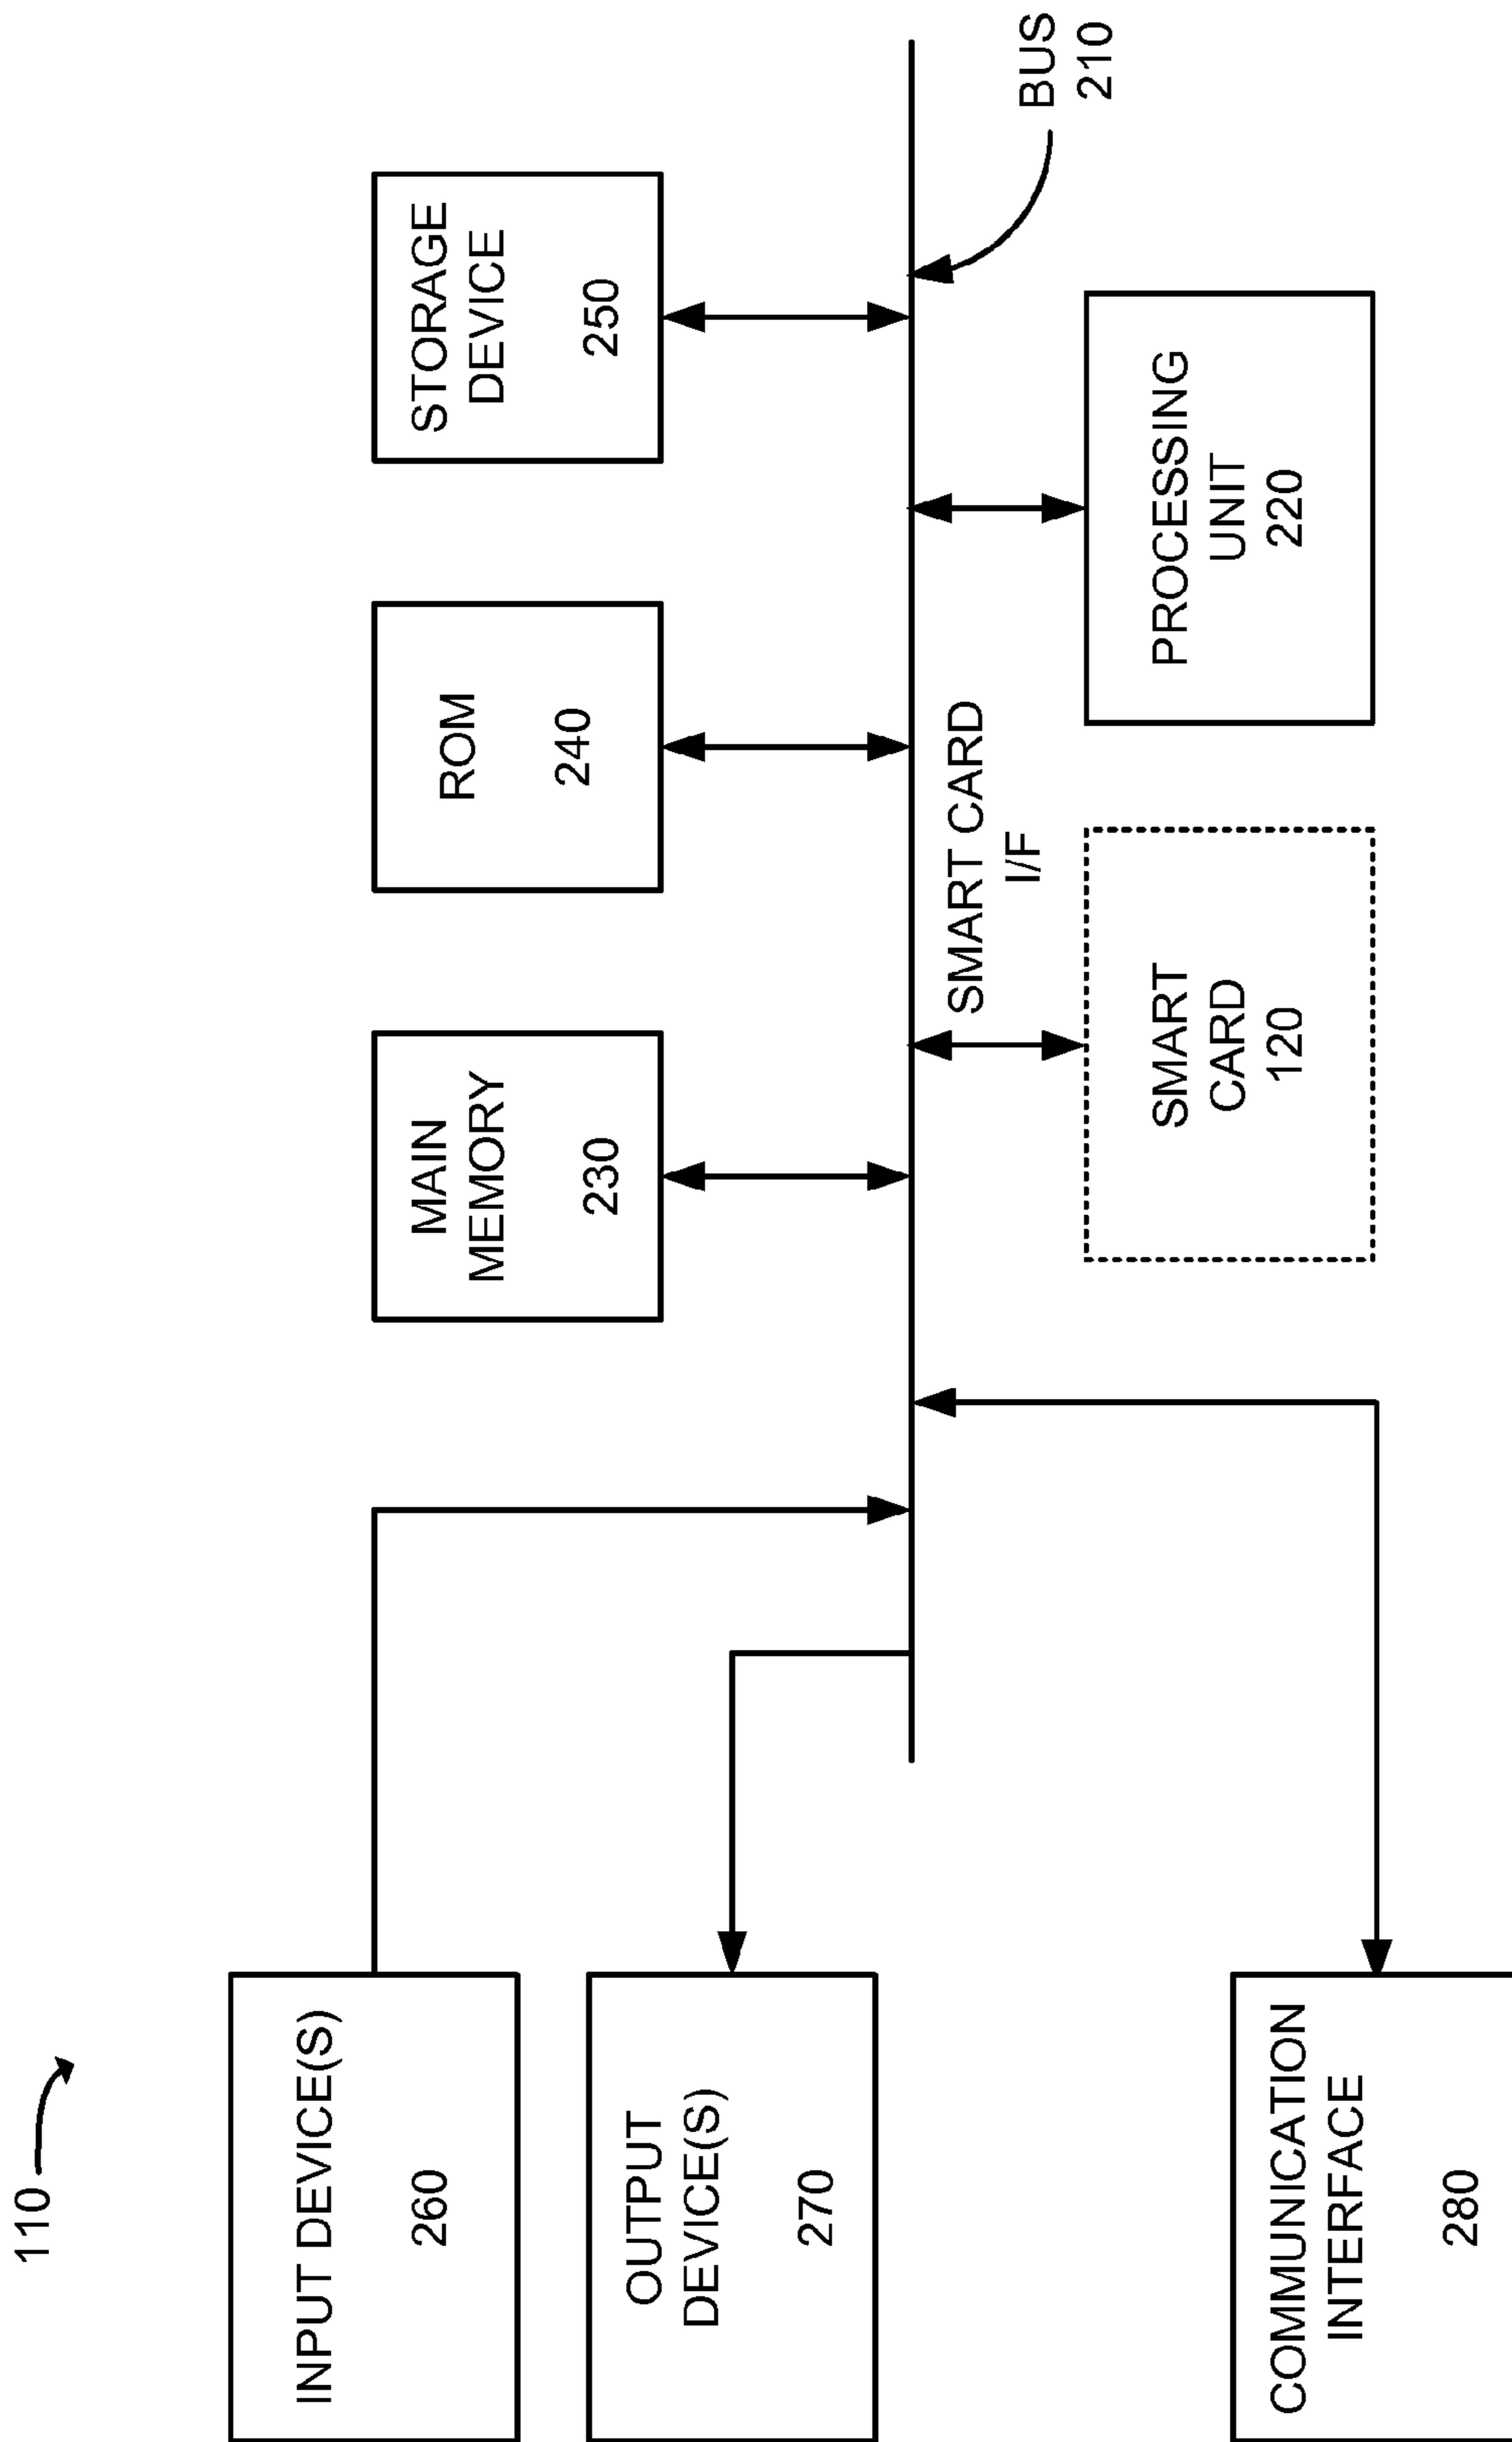 110
INPUT DEVICE(S)
260
OUTPUT
DEVICE(S)
270
COMMUNICATION
INTERFACE
280
MAIN
MEMORY
230
ROM
240
STORAGE
DEVICE
250
SMART CARD
I/F
SMART
CARD
120
PROCESSING
UNIT
220
BUS
210